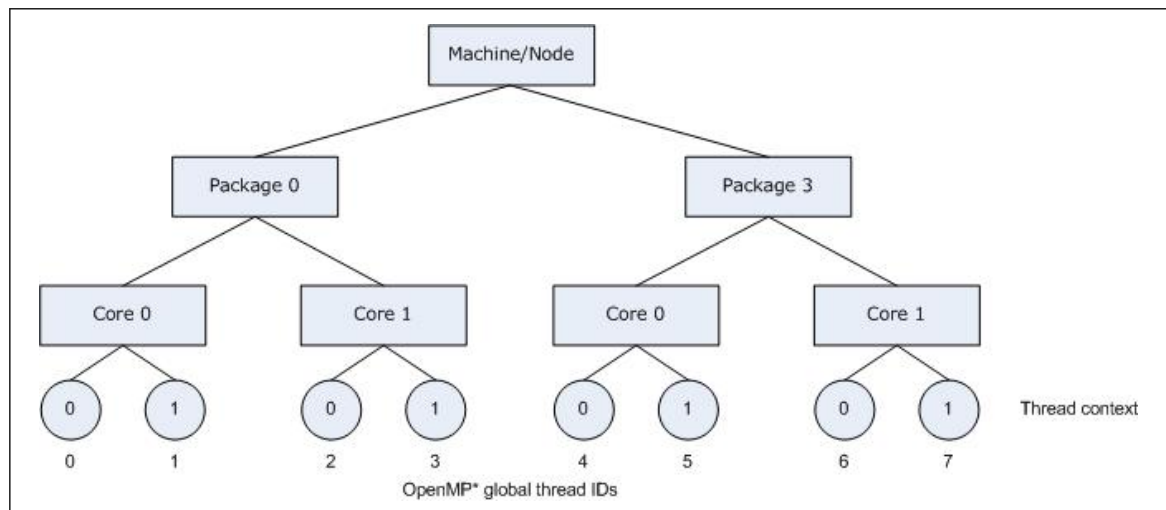 Machine/Node
Package 0
Package 3
Core 0
Core 1
Core 0
Core 1
0
1
0
1
0
1
0
1
Thread context
0
1
2
3
4
5
6
7
OpenMP* global thread IDs